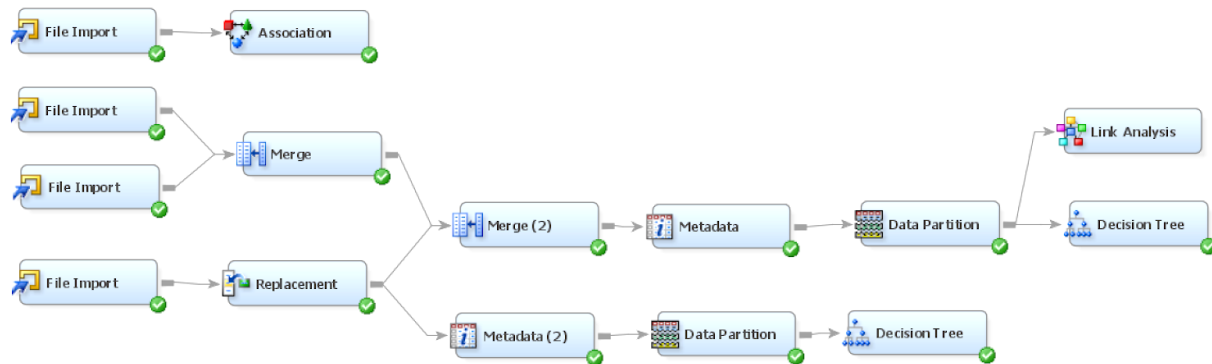 File Import
Association
File Import
Link Analysis
Merge
File Import
Merge (2)
Metadata
Data Partition
Decision Tree
File Import
Replacement
Metadata (2)
Data Partition
Decision Tree